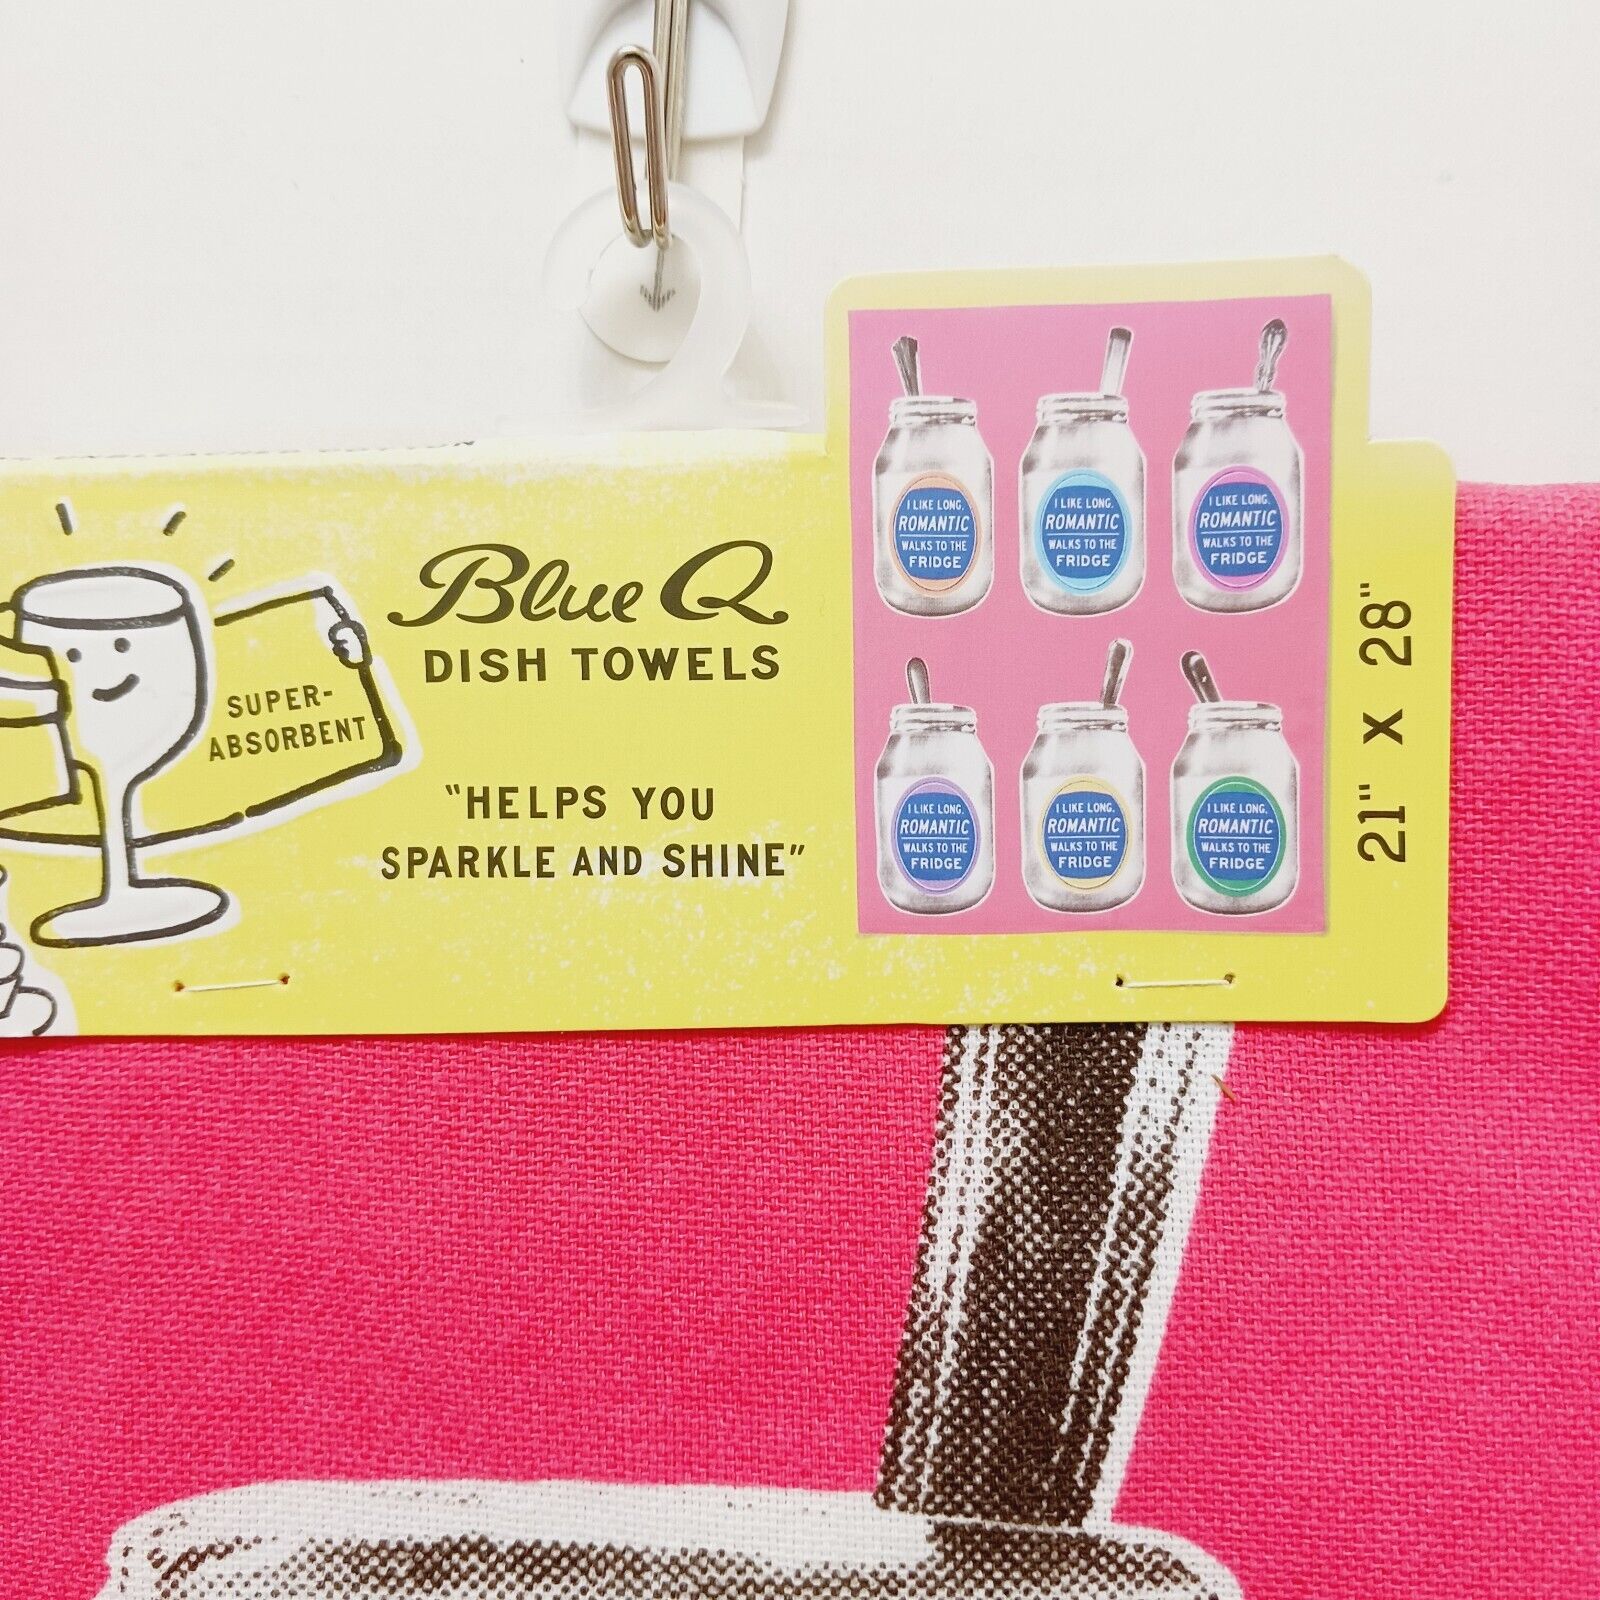 Blue Q
DISH TOWELS
SUPER-
ABSORBENT
"HELPS YOU
SPARKLE AND SHINE"
I LIKE LONG,
ROMANTIC
WALKS TO THE
FRIDGE
I LIKE LONG,
ROMANTIC
WALKS TO THE
FRIDGE
I LIKE LONG,
ROMANTIC
WALKS TO THE
FRIDGE
I LIKE LONG,
ROMANTIC
WALKS TO THE
FRIDGE
I LIKE LONG,
ROMANTIC
WALKS TO THE
FRIDGE
I LIKE LONG,
ROMANTIC
WALKS TO THE
FRIDGE
21" X 28"